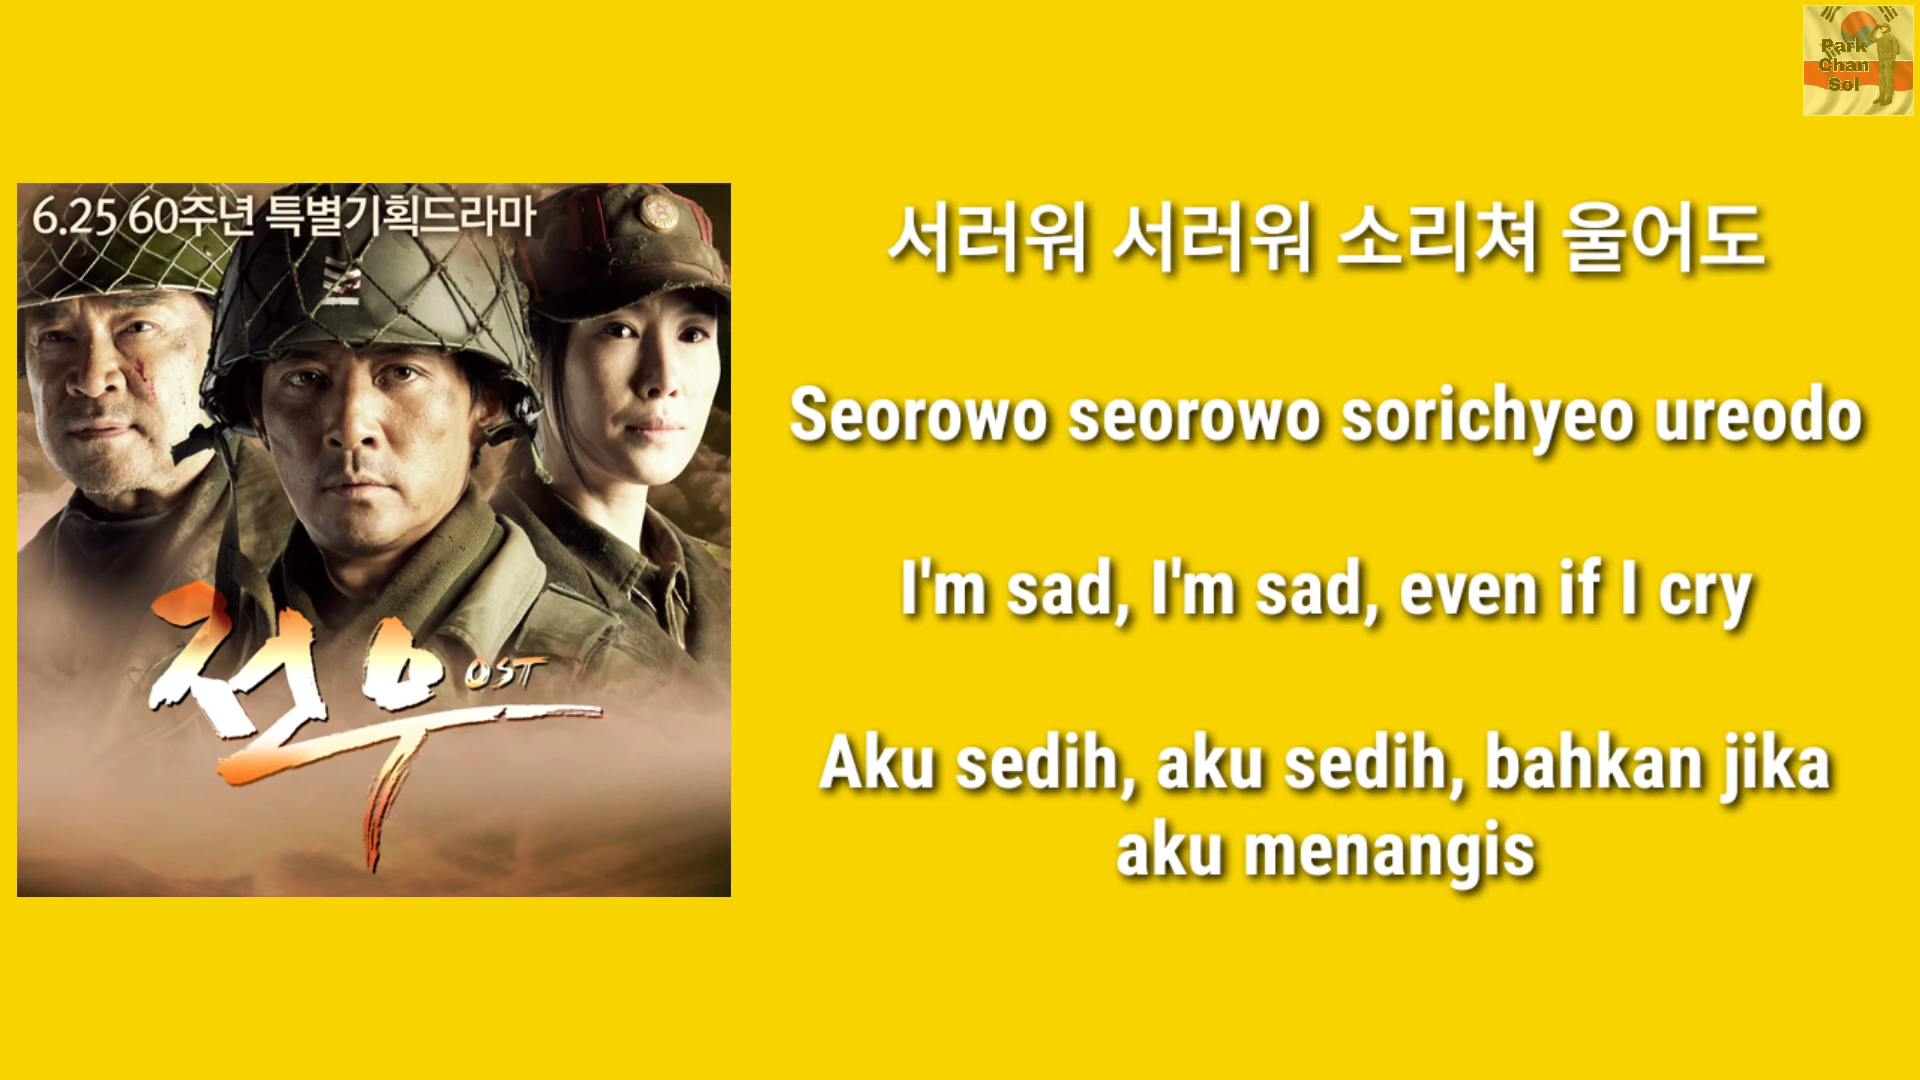 Park
Chan
Sol
6.25 60주년 특별기획드라마
전우 OST
서러워 서러워 소리쳐 울어도
Seorowo seorowo sorichyeo ureodo
I'm sad, I'm sad, even if I cry
Aku sedih, aku sedih, bahkan jika
aku menangis